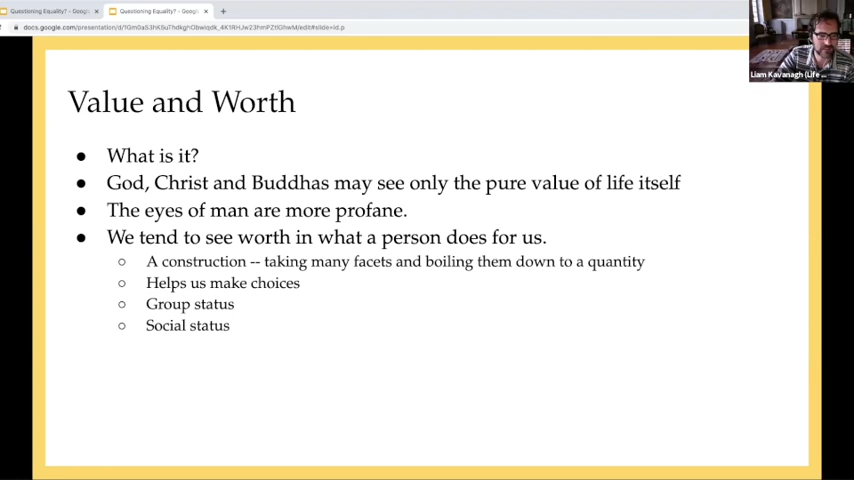 Questioning Equality? - Googl
Questioning Equality? - Googl
Value and Worth
● What is it?
● God, Christ and Buddhas may see only the pure value of life itself
● The eyes of man are more profane.
● We tend to see worth in what a person does for us.
○ A construction -- taking many facets and boiling them down to a quantity
○ Helps us make choices
○ Group status
○ Social status
Liam Kavanagh (Life ...